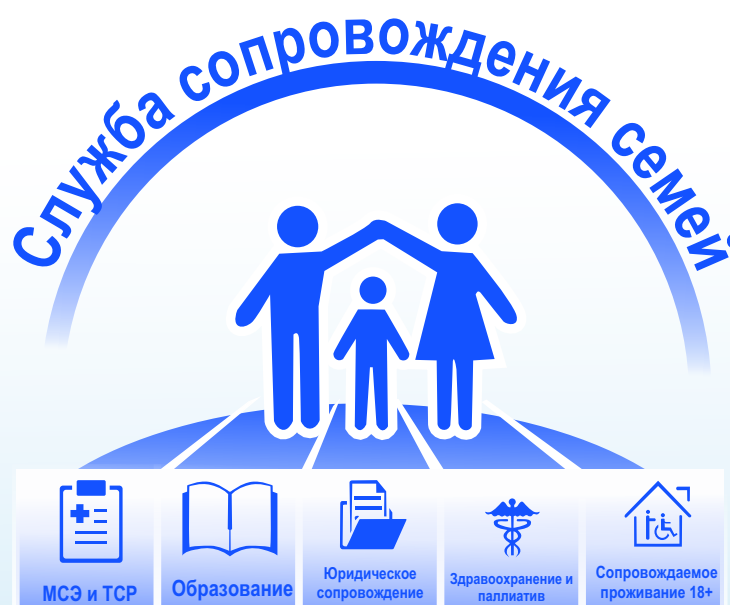 Служба сопровождения семей
МСЭ и ТСР
Образование
Юридическое
сопровождение
Здравоохранение и
паллиатив
Сопровождаемое
проживание 18+